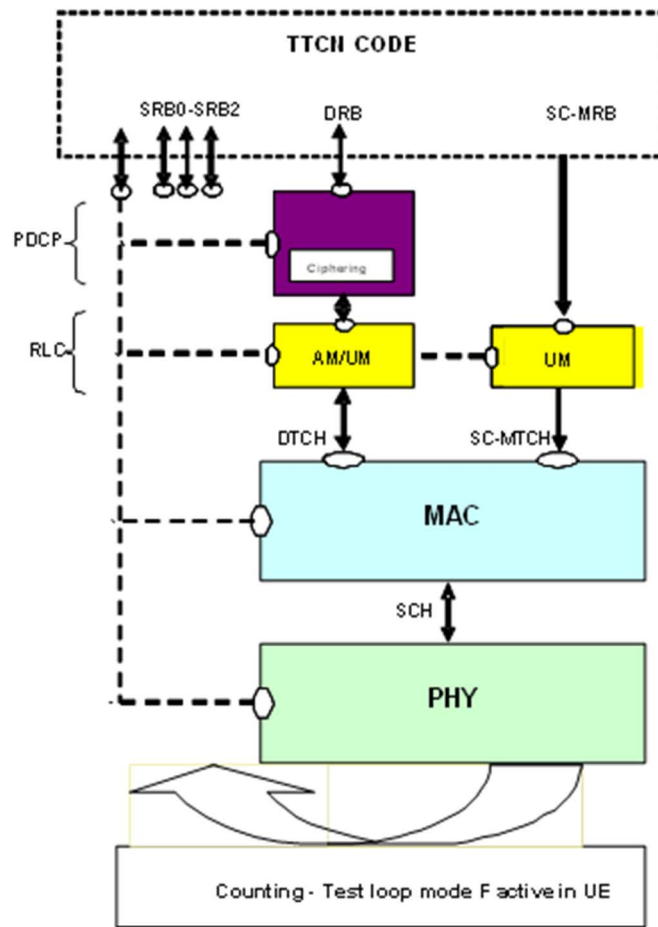 TTCN CODE
SRB0-SRB2
DRB
SC-MRB
PDCP
Ciphering
RLC
AM/UM
UM
DTCH
SC-MTCH
MAC
SCH
PHY
Counting - Test loop mode F active in UE